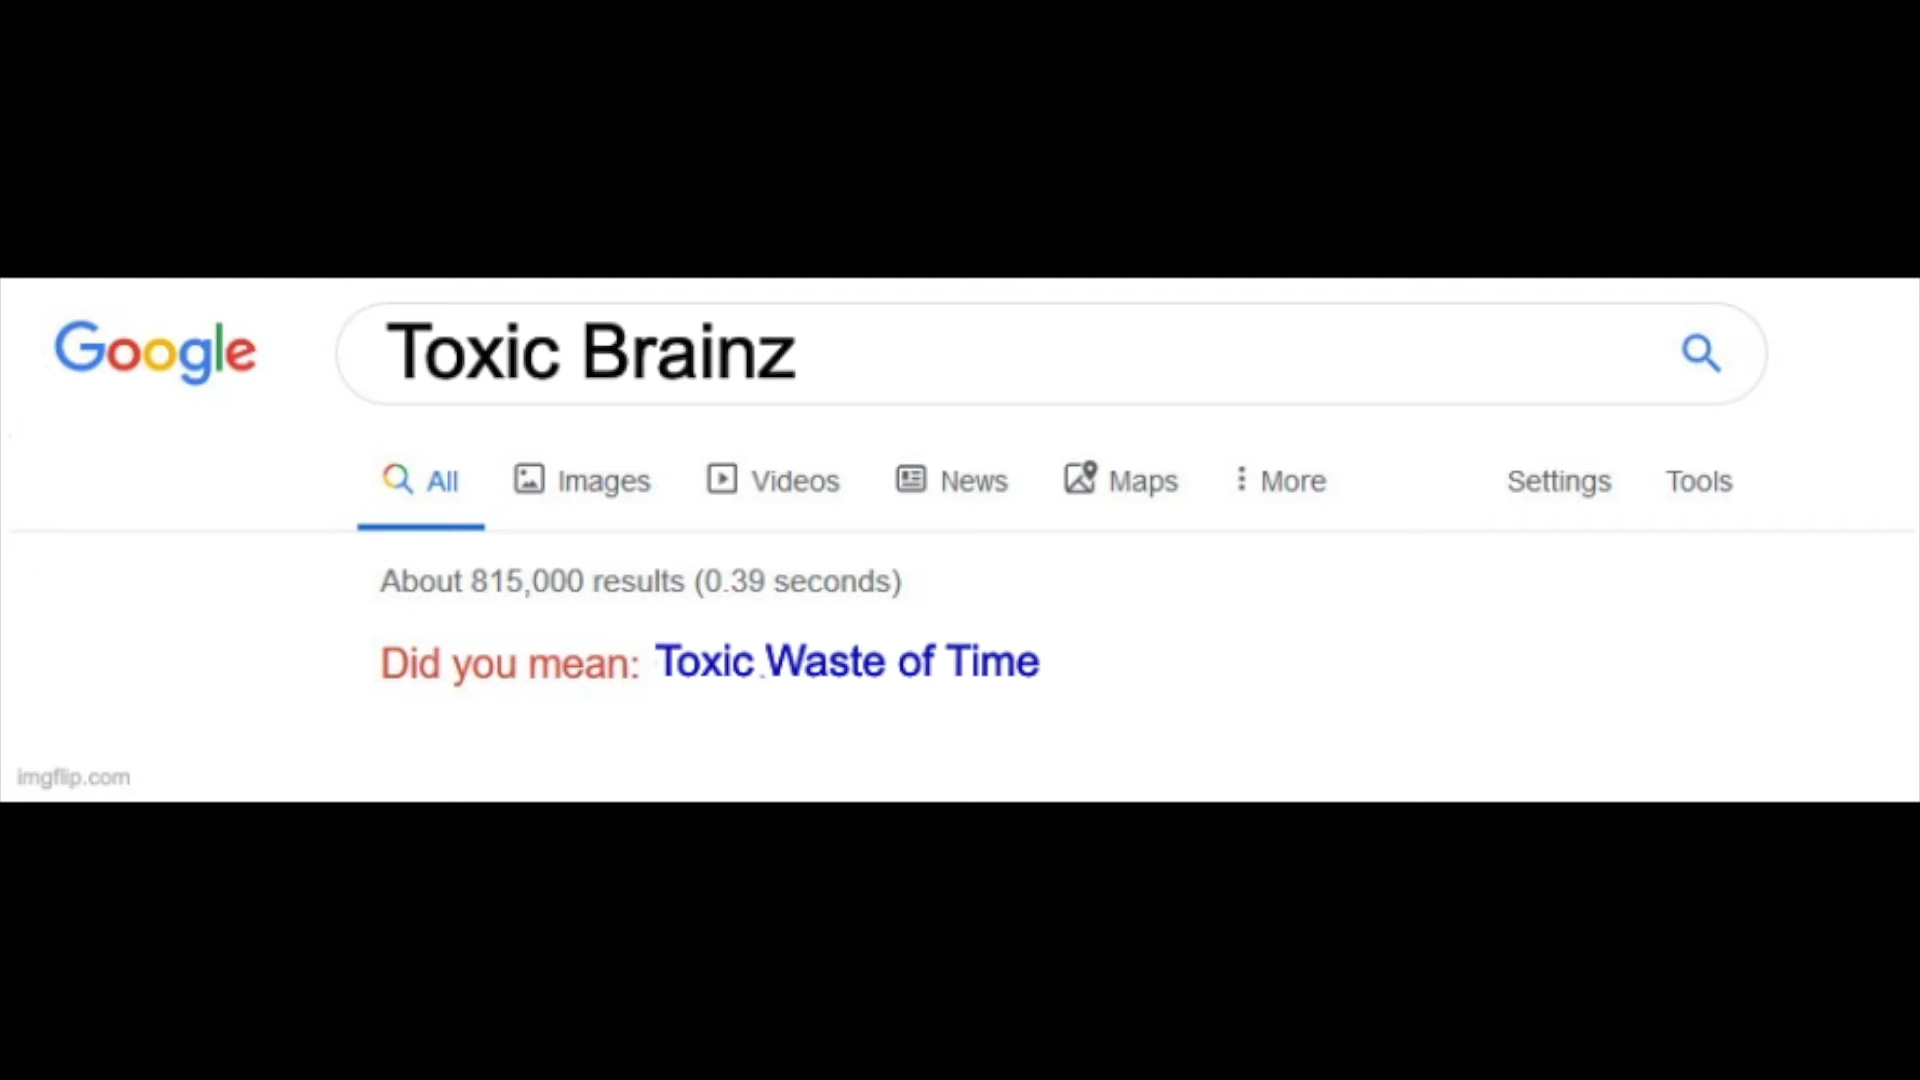 Google Toxic Brainz
All Images Videos News Maps More Settings Tools
About 815,000 results (0.39 seconds)
Did you mean: Toxic Waste of Time
imgflip.com